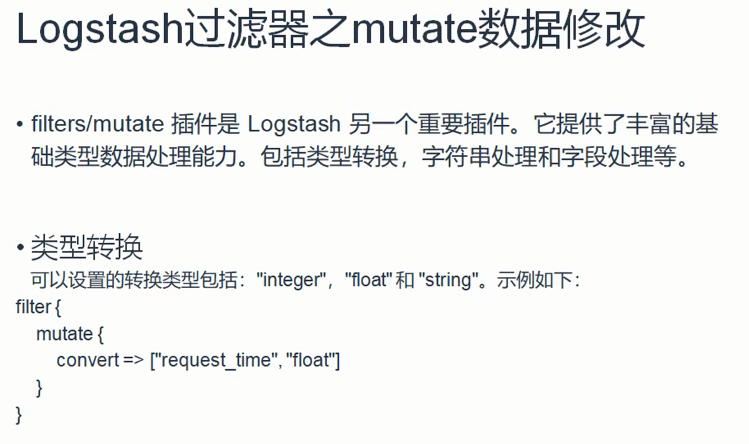 Logstash过滤器之mutate数据修改
• filters/mutate 插件是 Logstash 另一个重要插件。它提供了丰富的基
础类型数据处理能力。包括类型转换，字符串处理和字段处理等。
• 类型转换
可以设置的转换类型包括："integer"，"float" 和 "string"。示例如下：
filter {
mutate {
convert => ["request_time", "float"]
}
}